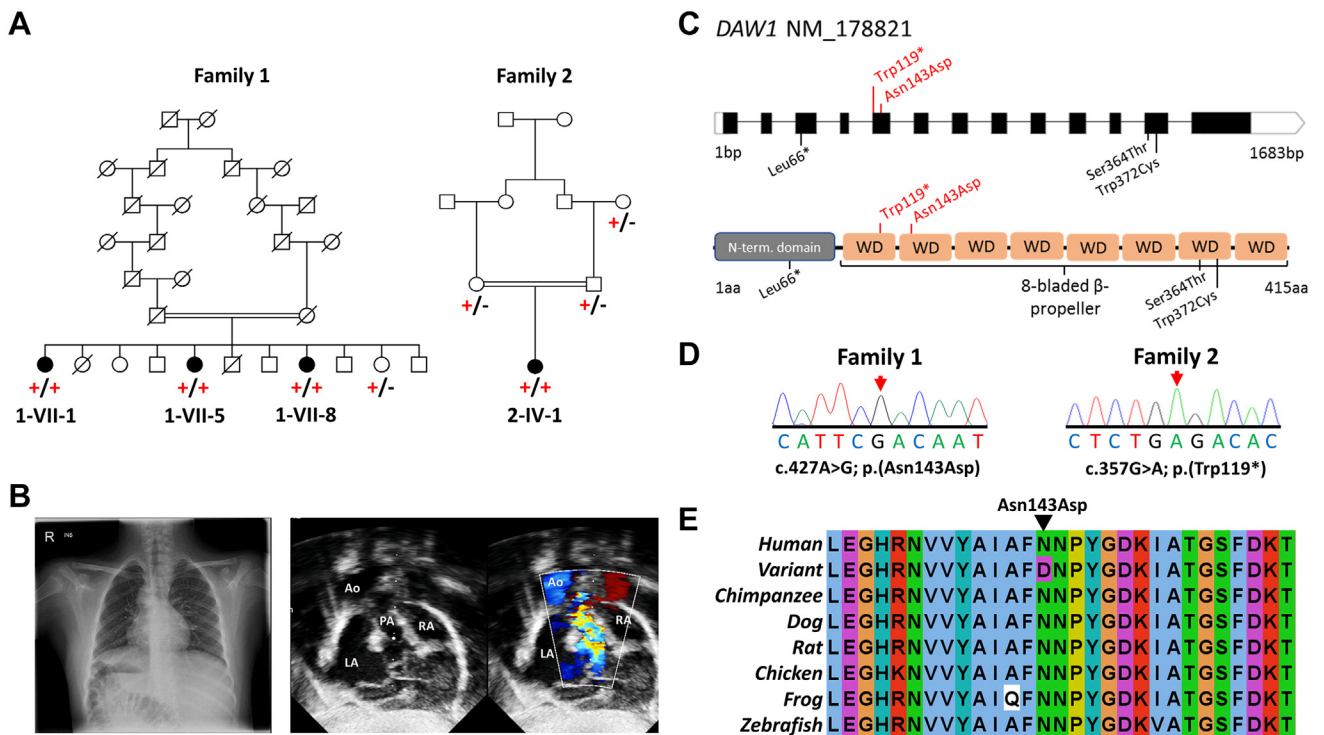 A
Family 1
Family 2
+/-
+/-
+/-
+/+
+/+
+/+
+/-
1-VII-1
1-VII-5
1-VII-8
+/+
2-IV-1
B
R
Ao
PA
RA
LA
Ao
RA
LA
C
DAW1 NM_178821
Trp119*
Asn143Asp
1bp
Leu66*
Ser364Thr
Trp372Cys
1683bp
Trp119*
Asn143Asp
N-term. domain
WD WD WD WD WD WD WD WD
1aa
Leu66*
8-bladed β-
propeller
Ser364Thr
Trp372Cys
415aa
D
Family 1
Family 2
C A T T C G A C A A T
C T C T G A G A C A C
c.427A>G; p.(Asn143Asp)
c.357G>A; p.(Trp119*)
E
Asn143Asp
Human LEGHRNVVYAIAFNNPYGDKIATGSFDKT
Variant LEGHRNVVYAIAFDNPYGDKIATGSFDKT
Chimpanzee LEGHRNVVYAIAFNNPYGDKIATGSFDKT
Dog LEGHRNVVYAIAFNNPYGDKIATGSFDKT
Rat LEGHRNVVYAIAFNNPYGDKIATGSFDKT
Chicken LEGHKNVVYAIAFNNPYGDKIATGSFDKT
Frog LEGHRNVVYAIQFNNPYGDKIATGSFDKT
Zebrafish LEGHRNVVYAIAFNNPYGDKVATGSFDKT